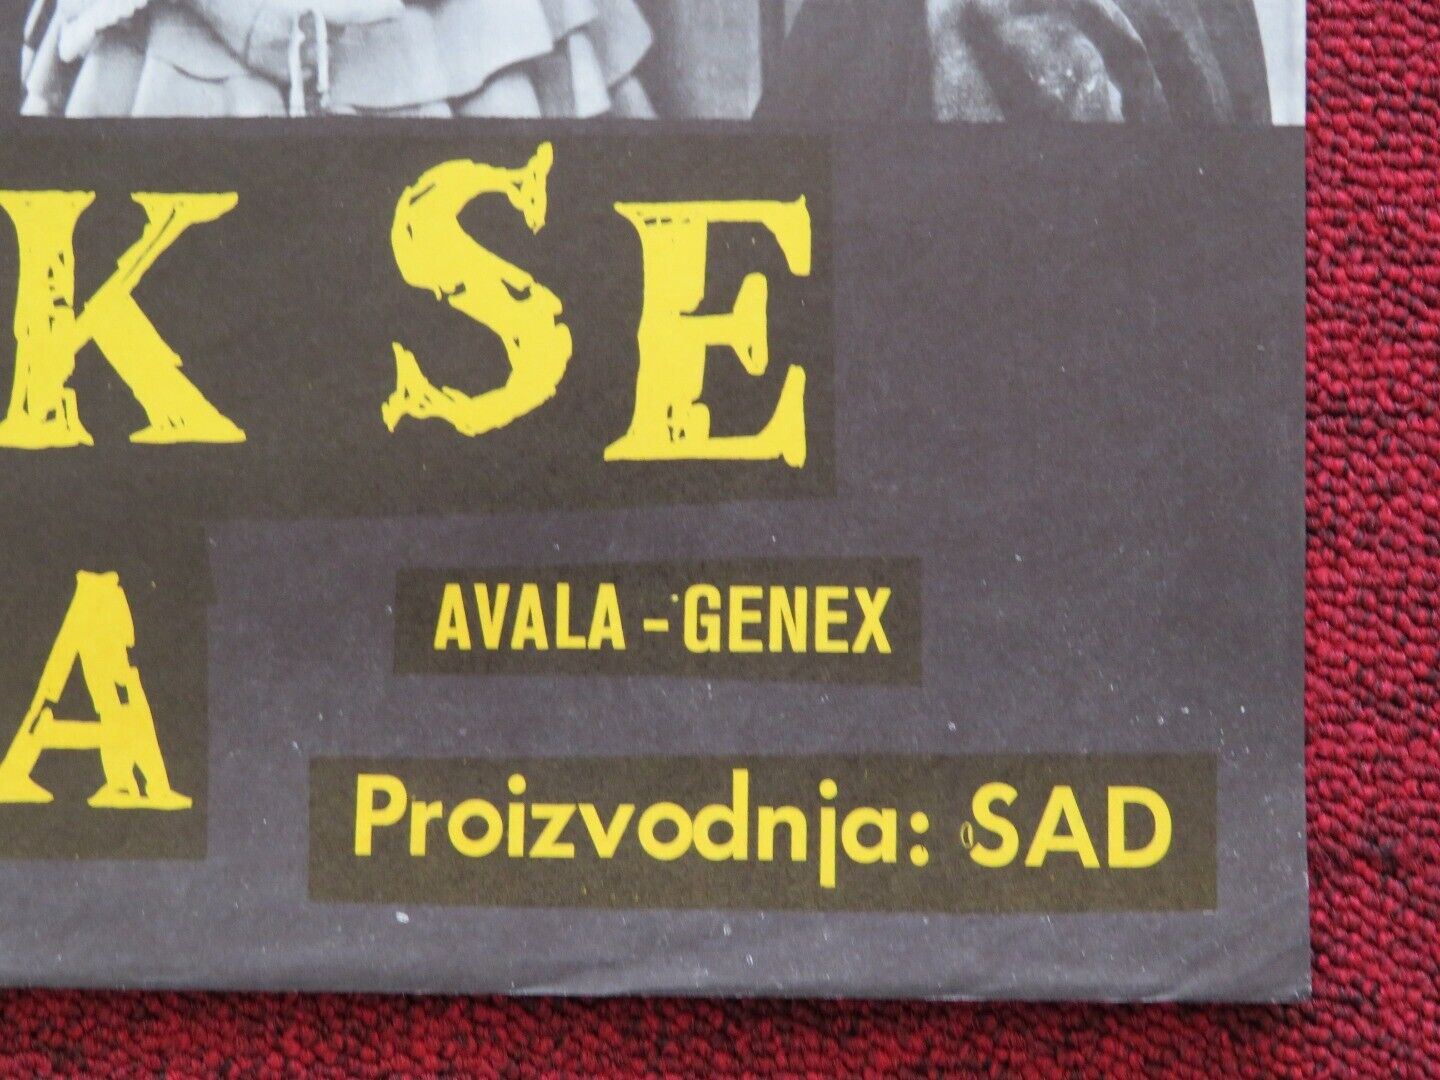 K SE
A
AVALA - GENEX
Proizvodnja: SAD